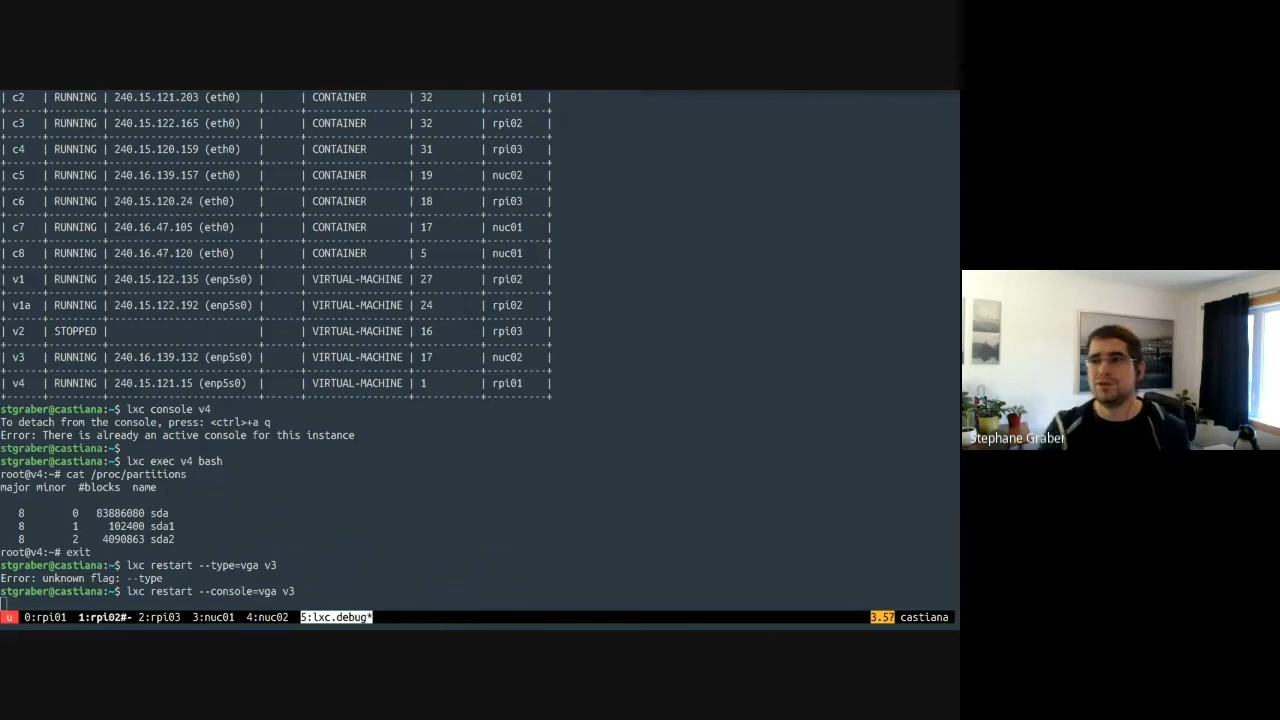 | c2   | RUNNING | 240.15.121.203 (eth0)   |      | CONTAINER       | 32        | rpi01    |
+------+---------+-------------------------+------+-----------------+-----------+----------+
| c3   | RUNNING | 240.15.122.165 (eth0)   |      | CONTAINER       | 32        | rpi02    |
+------+---------+-------------------------+------+-----------------+-----------+----------+
| c4   | RUNNING | 240.15.120.159 (eth0)   |      | CONTAINER       | 31        | rpi03    |
+------+---------+-------------------------+------+-----------------+-----------+----------+
| c5   | RUNNING | 240.16.139.157 (eth0)   |      | CONTAINER       | 19        | nuc02    |
+------+---------+-------------------------+------+-----------------+-----------+----------+
| c6   | RUNNING | 240.15.120.24 (eth0)    |      | CONTAINER       | 18        | rpi03    |
+------+---------+-------------------------+------+-----------------+-----------+----------+
| c7   | RUNNING | 240.16.47.105 (eth0)    |      | CONTAINER       | 17        | nuc01    |
+------+---------+-------------------------+------+-----------------+-----------+----------+
| c8   | RUNNING | 240.16.47.120 (eth0)    |      | CONTAINER       | 5         | nuc01    |
+------+---------+-------------------------+------+-----------------+-----------+----------+
| v1   | RUNNING | 240.15.122.135 (enp5s0) |      | VIRTUAL-MACHINE | 27        | rpi02    |
+------+---------+-------------------------+------+-----------------+-----------+----------+
| v1a  | RUNNING | 240.15.122.192 (enp5s0) |      | VIRTUAL-MACHINE | 24        | rpi02    |
+------+---------+-------------------------+------+-----------------+-----------+----------+
| v2   | STOPPED |                         |      | VIRTUAL-MACHINE | 16        | rpi03    |
+------+---------+-------------------------+------+-----------------+-----------+----------+
| v3   | RUNNING | 240.16.139.132 (enp5s0) |      | VIRTUAL-MACHINE | 17        | nuc02    |
+------+---------+-------------------------+------+-----------------+-----------+----------+
| v4   | RUNNING | 240.15.121.15 (enp5s0)  |      | VIRTUAL-MACHINE | 1         | rpi01    |
+------+---------+-------------------------+------+-----------------+-----------+----------+
stgraber@castiana:~$ lxc console v4
To detach from the console, press: <ctrl>+a q
Error: There is already an active console for this instance
stgraber@castiana:~$
stgraber@castiana:~$ lxc exec v4 bash
root@v4:~# cat /proc/partitions
major minor  #blocks  name

   8        0   83886080 sda
   8        1     102400 sda1
   8        2    4090863 sda2
root@v4:~# exit
stgraber@castiana:~$ lxc restart --type=vga v3
Error: unknown flag: --type
stgraber@castiana:~$ lxc restart --console=vga v3
u  0:rpi01  1:rpi02#- 2:rpi03  3:nuc01  4:nuc02  5:lxc.debug*  3.57 castiana
Stephane Graber